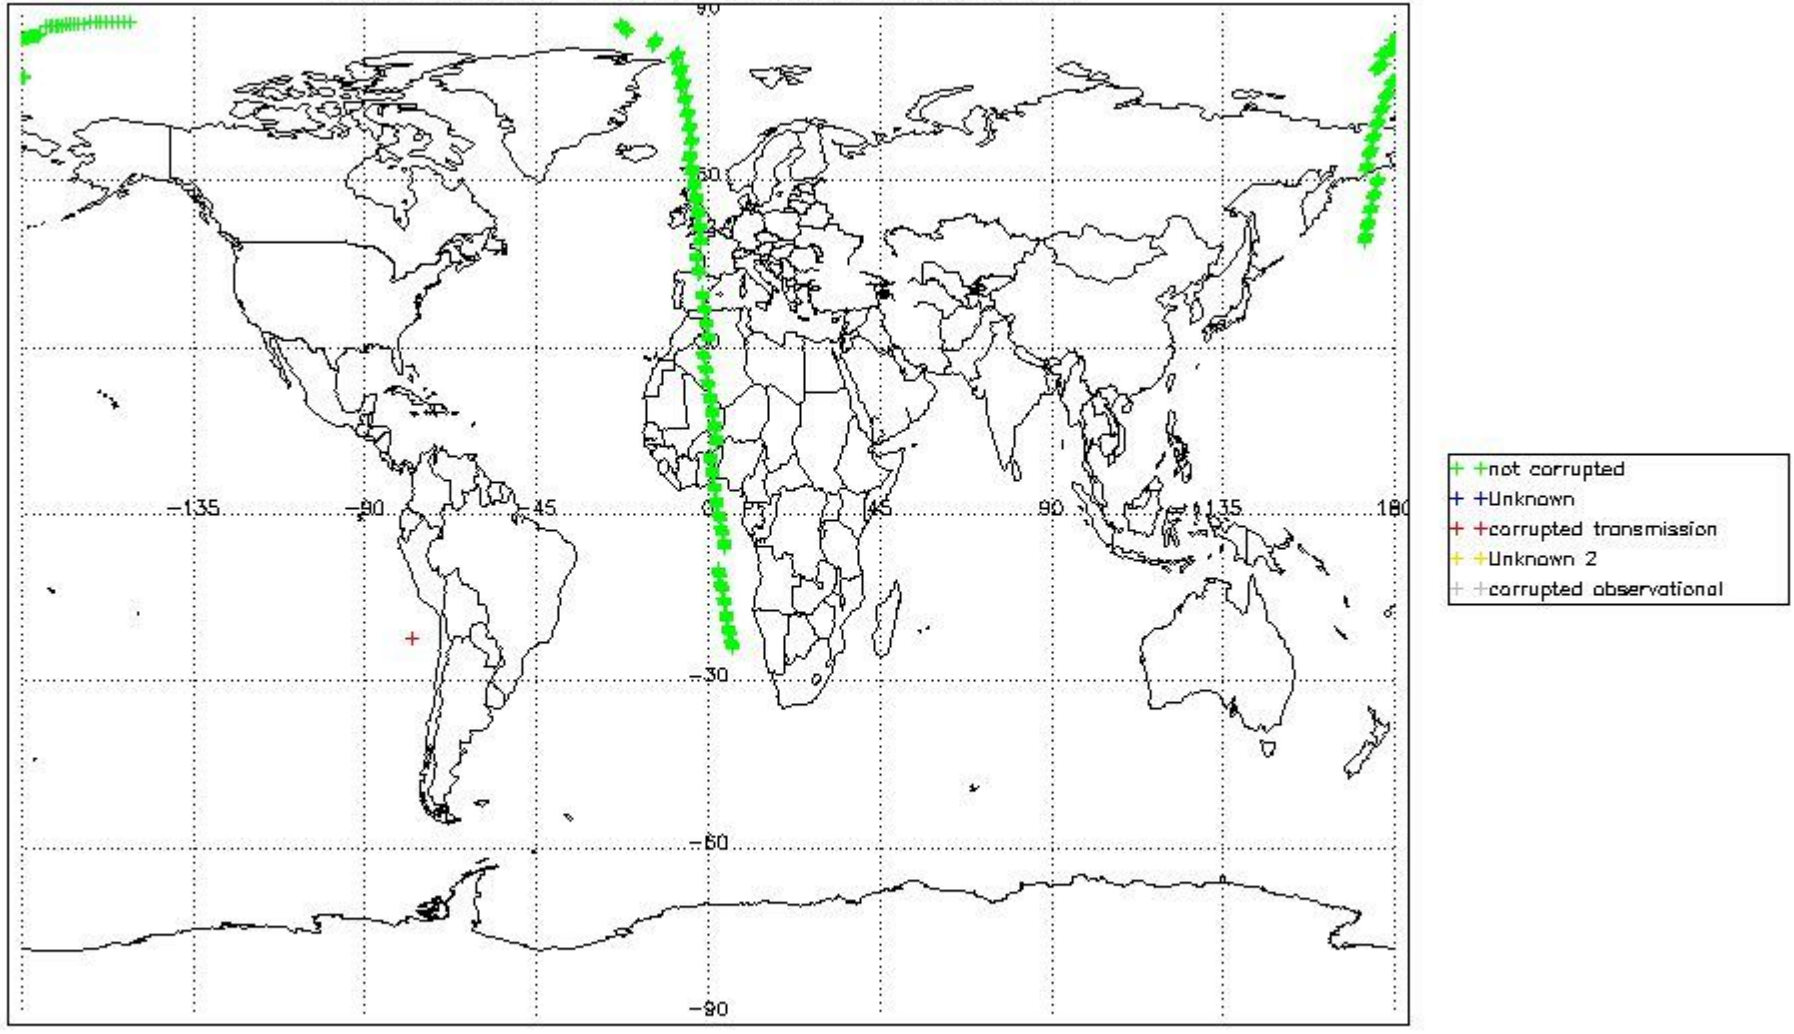 90
60
30
-135 -90 -45 0 45 90 135 180
-30
-60
-90
+ +not corrupted
+ +Unknown
+ +corrupted transmission
+ +Unknown 2
+ +corrupted observational